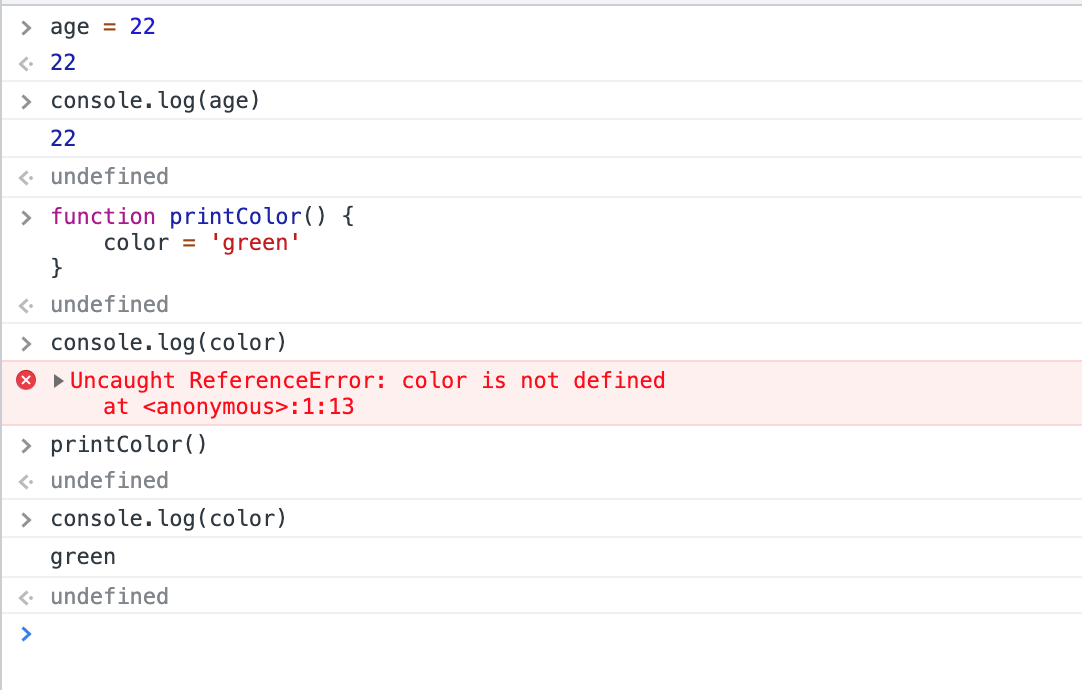 age = 22
22
console.log(age)
22
undefined
function printColor() {
    color = 'green'
}
undefined
console.log(color)
Uncaught ReferenceError: color is not defined
    at <anonymous>:1:13
printColor()
undefined
console.log(color)
green
undefined